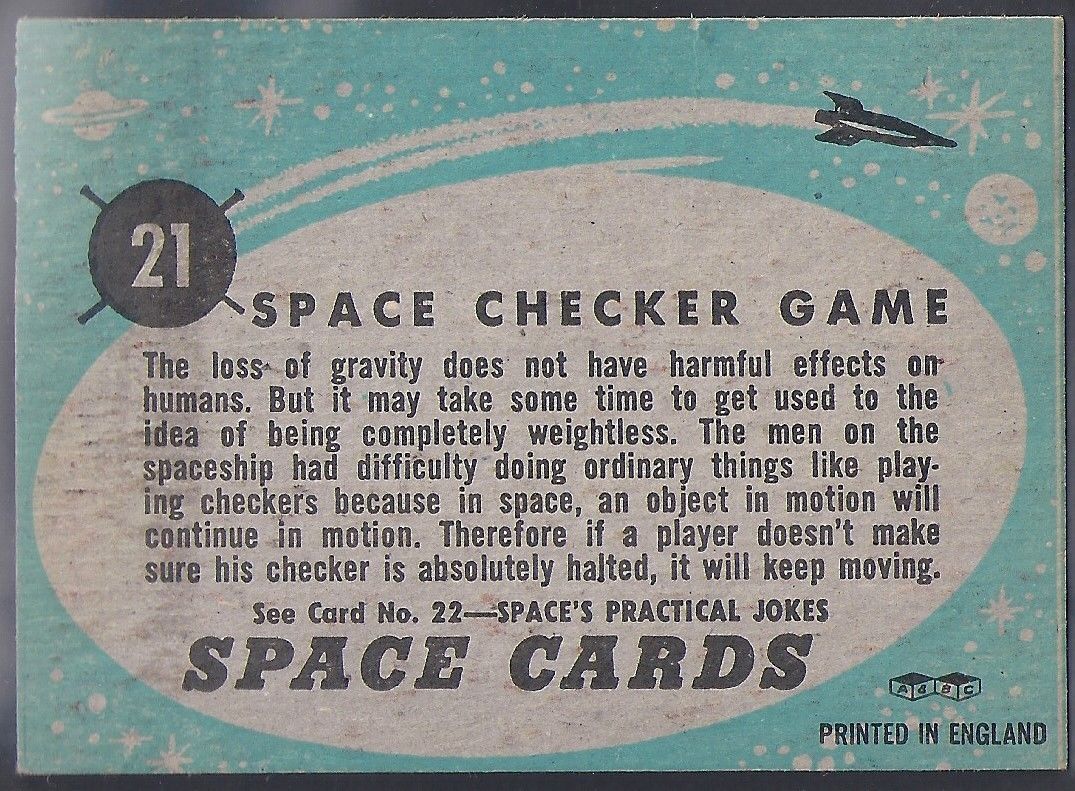 21
SPACE CHECKER GAME
The loss of gravity does not have harmful effects on
humans. But it may take some time to get used to the
idea of being completely weightless. The men on the
spaceship had difficulty doing ordinary things like play-
ing checkers because in space, an object in motion will
continue in motion. Therefore if a player doesn't make
sure his checker is absolutely halted, it will keep moving.
See Card No. 22—SPACE'S PRACTICAL JOKES
SPACE CARDS
A&BC
PRINTED IN ENGLAND